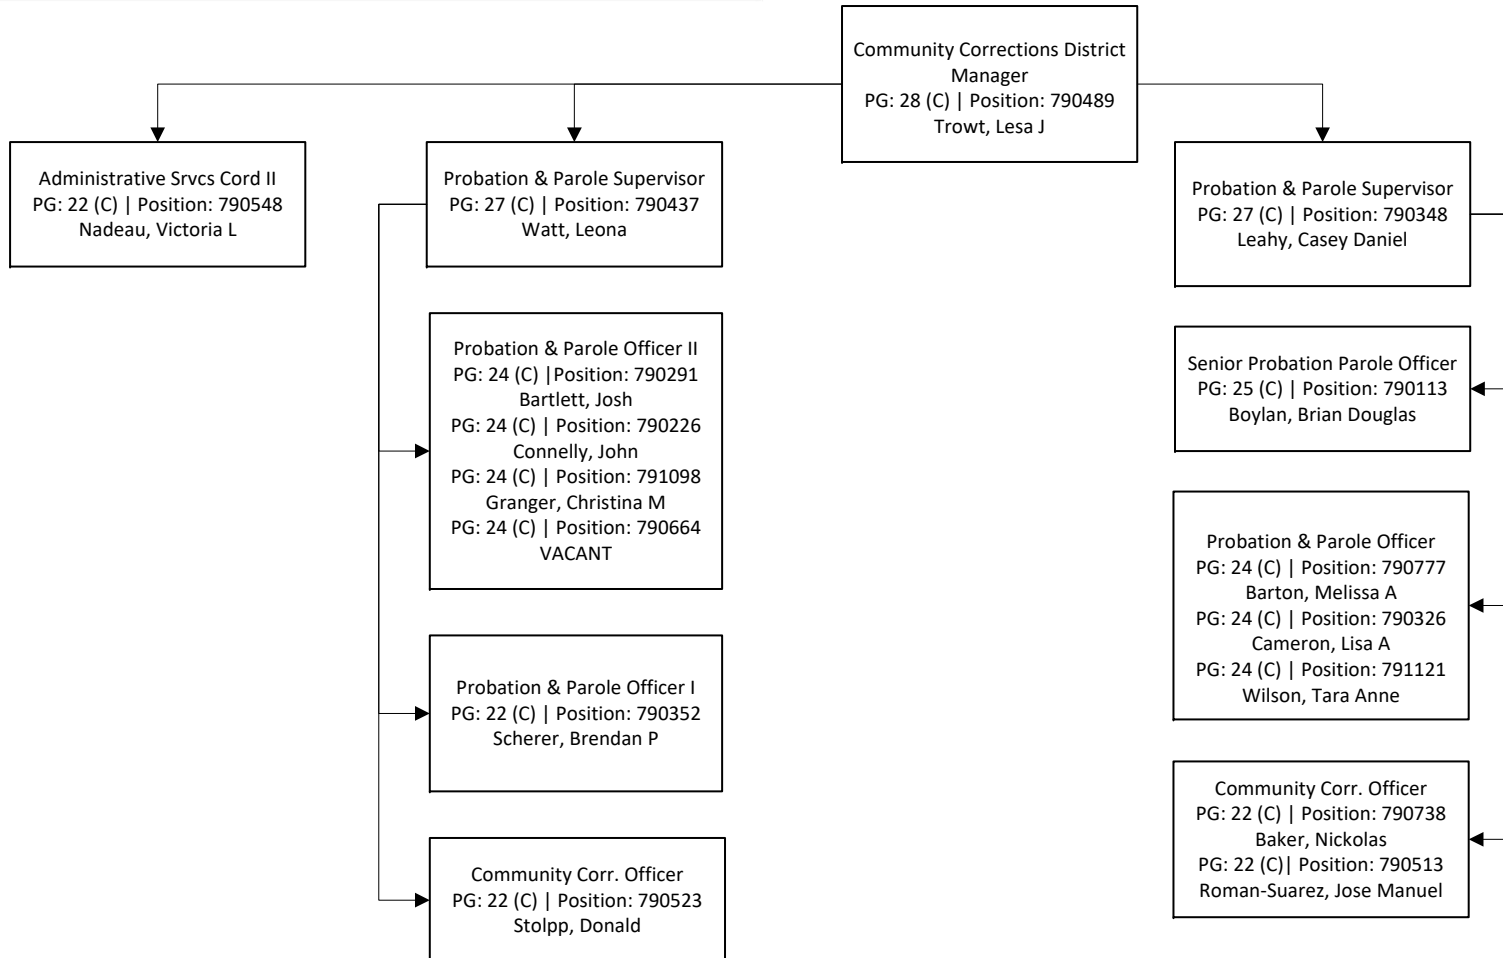 Community Corrections District
Manager
PG: 28 (C) | Position: 790489
Trowt, Lesa J
Administrative Srvcs Cord II
PG: 22 (C) | Position: 790548
Nadeau, Victoria L
Probation & Parole Supervisor
PG: 27 (C) | Position: 790437
Watt, Leona
Probation & Parole Supervisor
PG: 27 (C) | Position: 790348
Leahy, Casey Daniel
Probation & Parole Officer II
PG: 24 (C) |Position: 790291
Bartlett, Josh
PG: 24 (C) | Position: 790226
Connelly, John
PG: 24 (C) | Position: 791098
Granger, Christina M
PG: 24 (C) | Position: 790664
VACANT
Senior Probation Parole Officer
PG: 25 (C) | Position: 790113
Boylan, Brian Douglas
Probation & Parole Officer
PG: 24 (C) | Position: 790777
Barton, Melissa A
PG: 24 (C) | Position: 790326
Cameron, Lisa A
PG: 24 (C) | Position: 791121
Wilson, Tara Anne
Probation & Parole Officer I
PG: 22 (C) | Position: 790352
Scherer, Brendan P
Community Corr. Officer
PG: 22 (C) | Position: 790738
Baker, Nickolas
PG: 22 (C)| Position: 790513
Roman-Suarez, Jose Manuel
Community Corr. Officer
PG: 22 (C) | Position: 790523
Stolpp, Donald